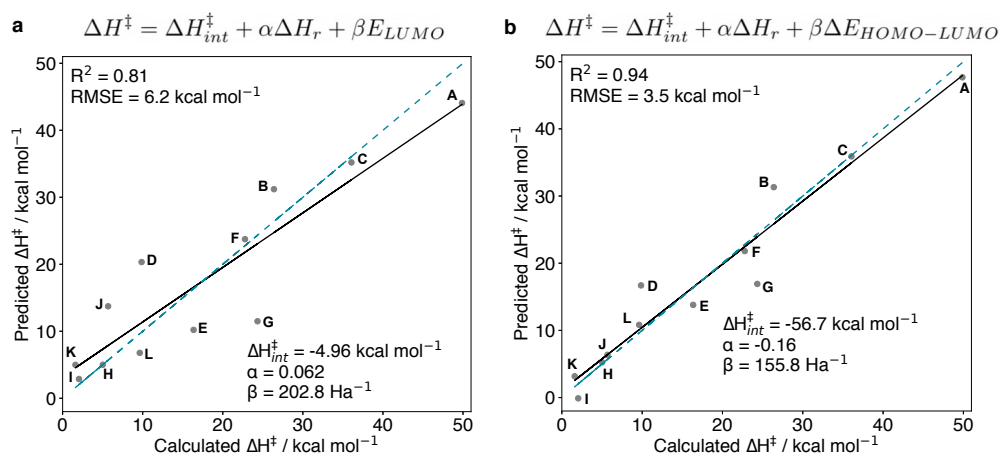 a
ΔH‡ = ΔH‡int + αΔHr + βELUMO
R² = 0.81
RMSE = 6.2 kcal mol⁻¹
A
C
B
F
D
J
E
G
L
K
I
H
ΔH‡int = -4.96 kcal mol⁻¹
α = 0.062
β = 202.8 Ha⁻¹
50
40
30
20
10
0
0 10 20 30 40 50
Predicted ΔH‡ / kcal mol⁻¹
Calculated ΔH‡ / kcal mol⁻¹
b
ΔH‡ = ΔH‡int + αΔHr + βΔEHOMO−LUMO
R² = 0.94
RMSE = 3.5 kcal mol⁻¹
A
C
B
F
D
G
E
L
J
K
H
I
ΔH‡int = -56.7 kcal mol⁻¹
α = -0.16
β = 155.8 Ha⁻¹
50
40
30
20
10
0
0 10 20 30 40 50
Predicted ΔH‡ / kcal mol⁻¹
Calculated ΔH‡ / kcal mol⁻¹